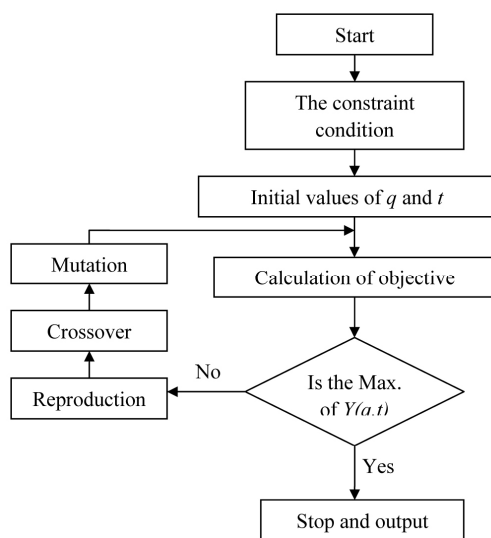 Start
The constraint
condition
Initial values of q and t
Mutation
Calculation of objective
Crossover
No
Reproduction
Is the Max.
of Y(q,t)
Yes
Stop and output